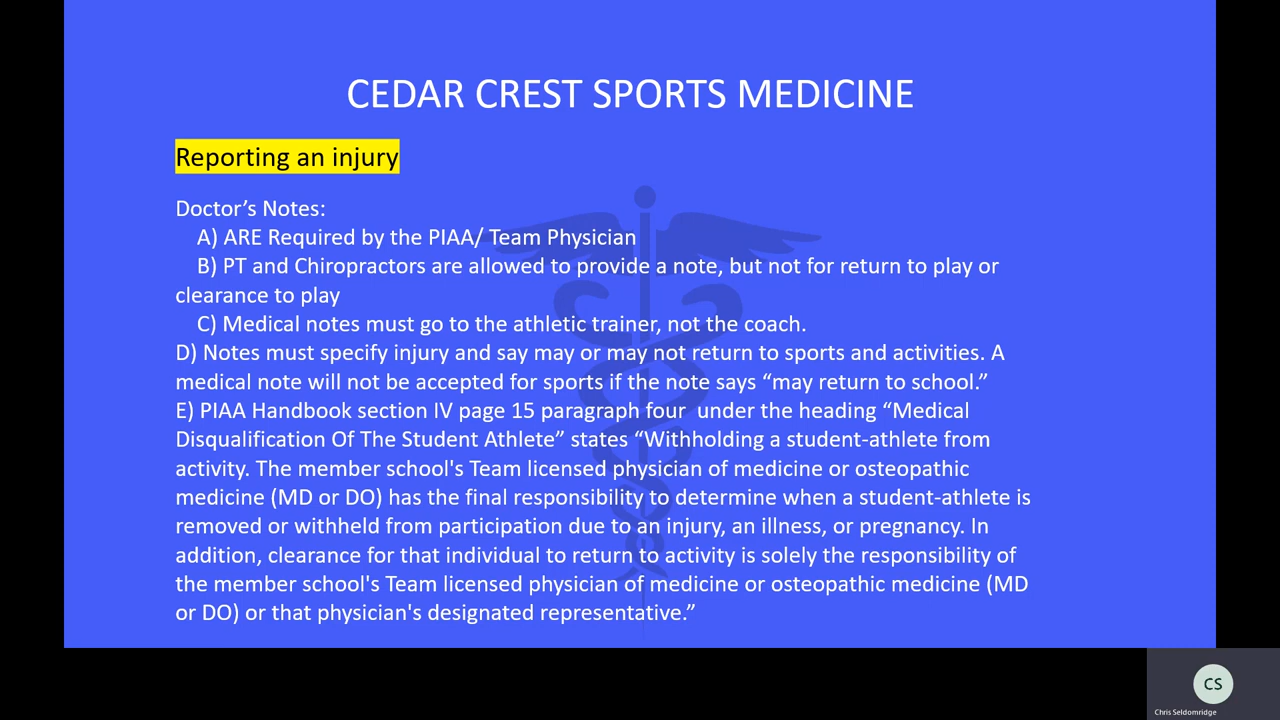 CEDAR CREST SPORTS MEDICINE
Reporting an injury
Doctor’s Notes:
A) ARE Required by the PIAA/ Team Physician
B) PT and Chiropractors are allowed to provide a note, but not for return to play or
clearance to play
C) Medical notes must go to the athletic trainer, not the coach.
D) Notes must specify injury and say may or may not return to sports and activities. A
medical note will not be accepted for sports if the note says “may return to school.”
E) PIAA Handbook section IV page 15 paragraph four  under the heading “Medical
Disqualification Of The Student Athlete” states “Withholding a student-athlete from
activity. The member school's Team licensed physician of medicine or osteopathic
medicine (MD or DO) has the final responsibility to determine when a student-athlete is
removed or withheld from participation due to an injury, an illness, or pregnancy. In
addition, clearance for that individual to return to activity is solely the responsibility of
the member school's Team licensed physician of medicine or osteopathic medicine (MD
or DO) or that physician's designated representative.”
CS
Chris Seldomridge